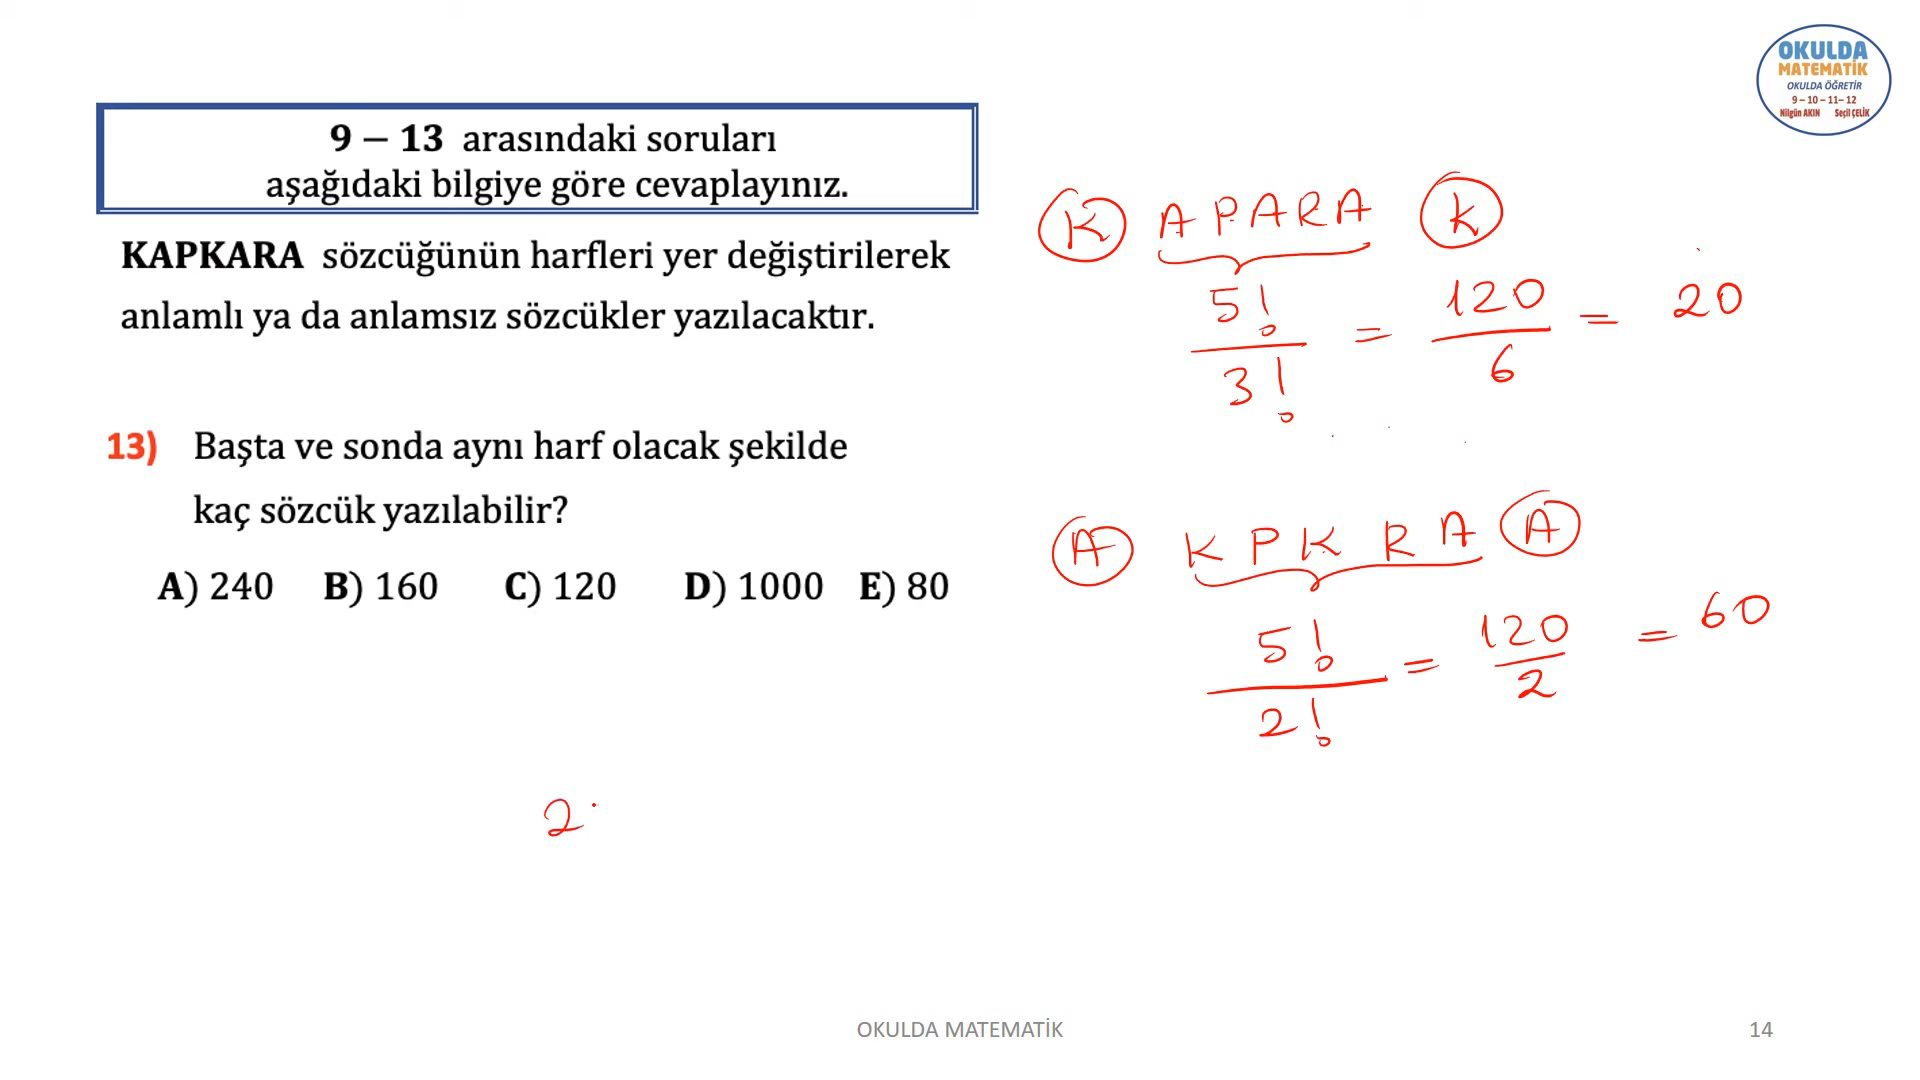 OKULDA
MATEMATİK
OKULDA ÖĞRETİR
9 – 10 – 11– 12
Nilgün AKIN Seçil ÇELİK
9 – 13 arasındaki soruları
aşağıdaki bilgiye göre cevaplayınız.
KAPKARA sözcüğünün harfleri yer değiştirilerek
anlamlı ya da anlamsız sözcükler yazılacaktır.
13) Başta ve sonda aynı harf olacak şekilde
kaç sözcük yazılabilir?
A) 240 B) 160 C) 120 D) 1000 E) 80
K APARA K
5!/3! = 120/6 = 20
A KPKRA A
5!/2! = 120/2 = 60
2
OKULDA MATEMATİK
14